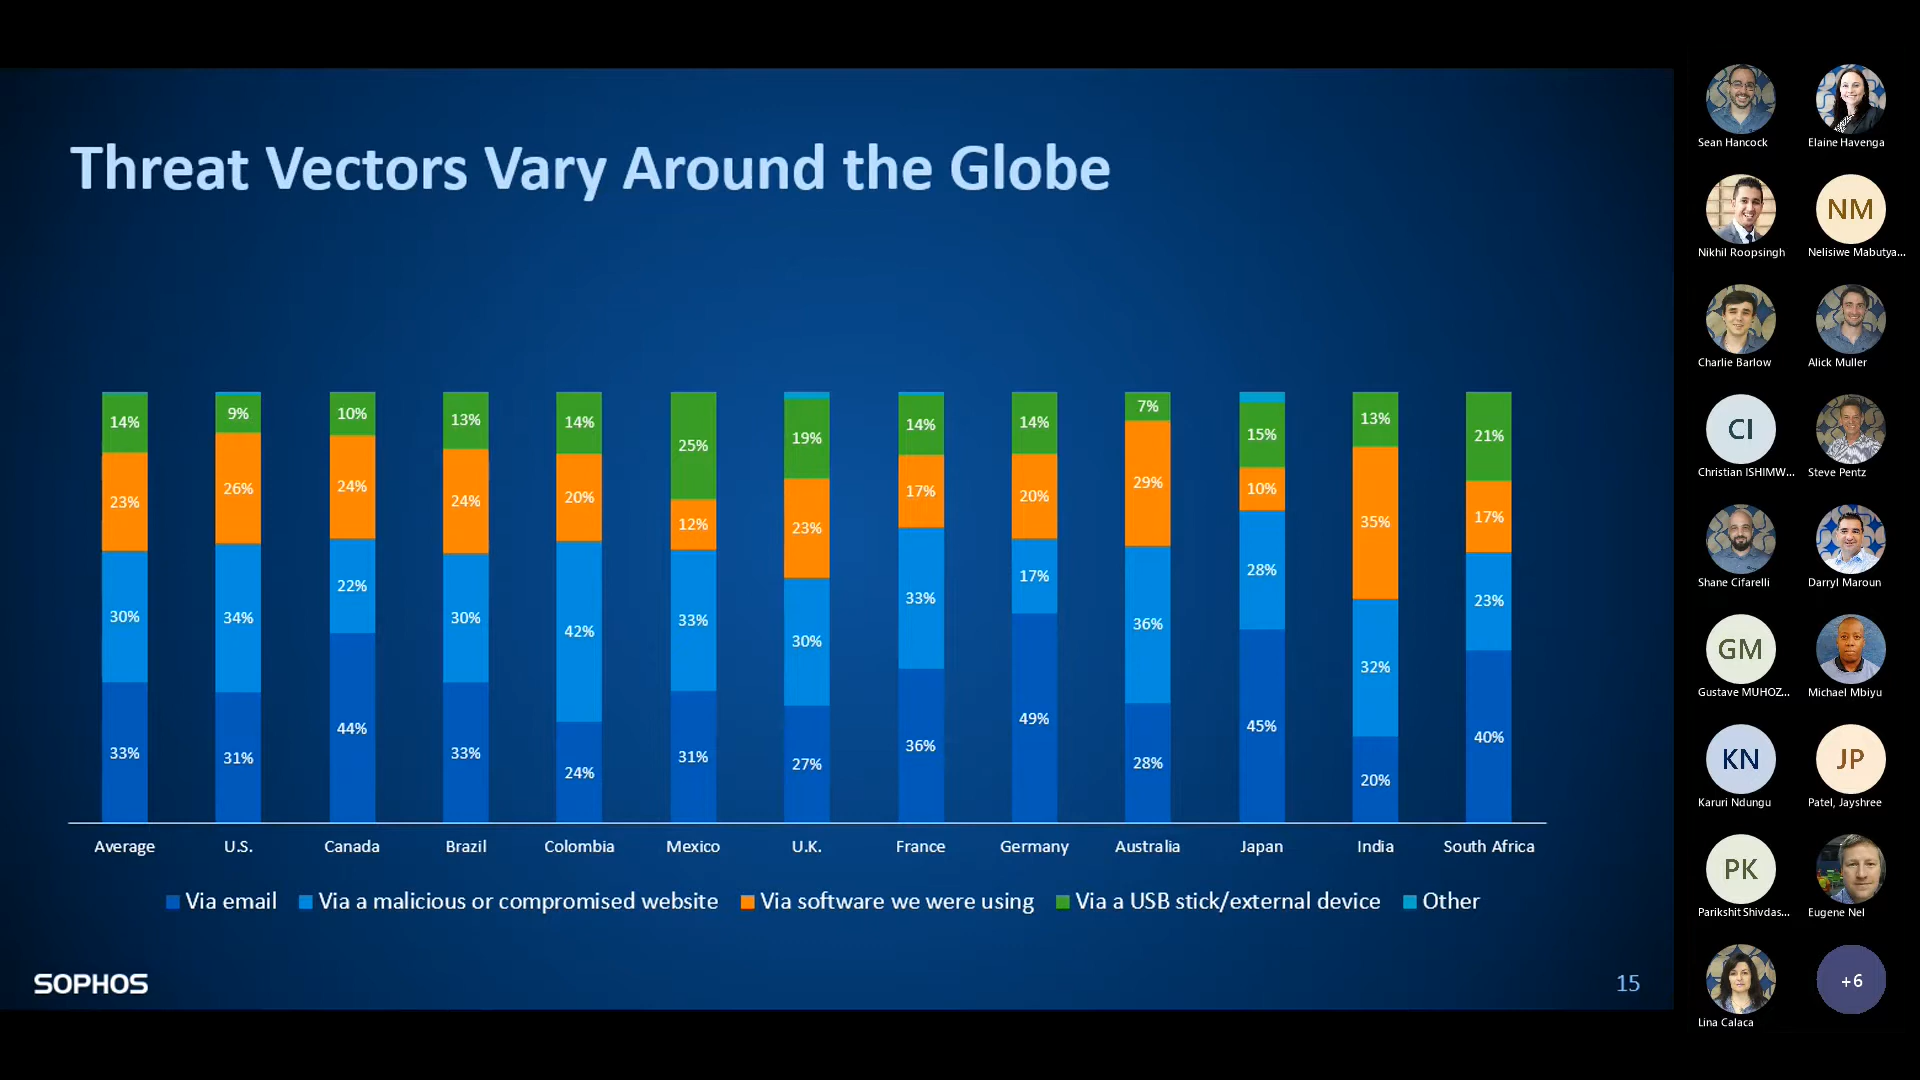 Threat Vectors Vary Around the Globe
14% 9% 10% 13% 14% 25% 19% 14% 14% 7% 15% 13% 21%
23% 26% 24% 24% 20% 12% 23% 17% 20% 29% 10% 35% 17%
30% 34% 22% 30% 42% 33% 30% 33% 17% 36% 28% 32% 23%
33% 31% 44% 33% 24% 31% 27% 36% 49% 28% 45% 20% 40%
Average U.S. Canada Brazil Colombia Mexico U.K. France Germany Australia Japan India South Africa
Via email Via a malicious or compromised website Via software we were using Via a USB stick/external device Other
SOPHOS
15
Sean Hancock
Elaine Havenga
Nikhil Roopsingh
NM
Nelisiwe Mabutya...
Charlie Barlow
Alick Muller
CI
Christian ISHIMW...
Steve Pentz
Shane Cifarelli
Darryl Maroun
GM
Gustave MUHOZ...
Michael Mbiyu
KN
Karuri Ndungu
JP
Patel, Jayshree
PK
Parikshit Shivdas...
Eugene Nel
Lina Calaca
+6